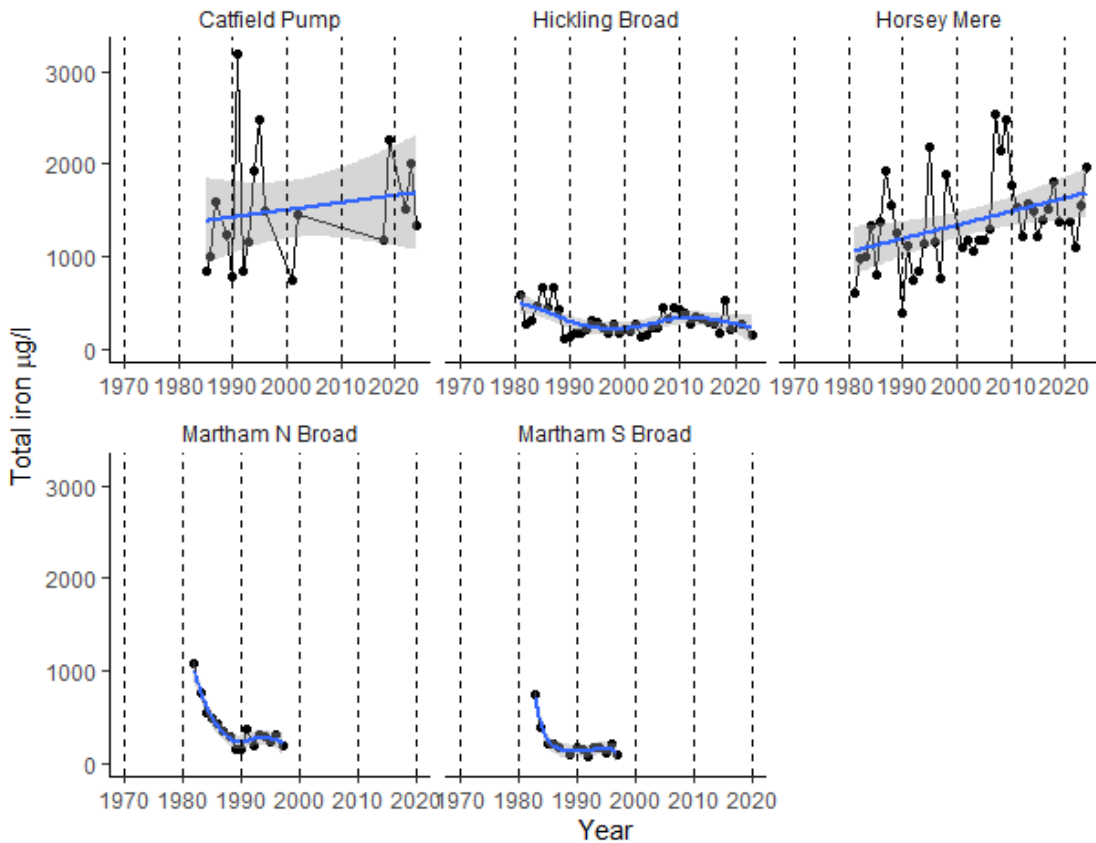 Catfield Pump Hickling Broad Horsey Mere
3000
2000
1000
0
1970 1980 1990 2000 2010 2020 1970 1980 1990 2000 2010 2020 1970 1980 1990 2000 2010 2020
Total iron µg/l
Martham N Broad Martham S Broad
3000
2000
1000
0
1970 1980 1990 2000 2010 2020 1970 1980 1990 2000 2010 2020
Year